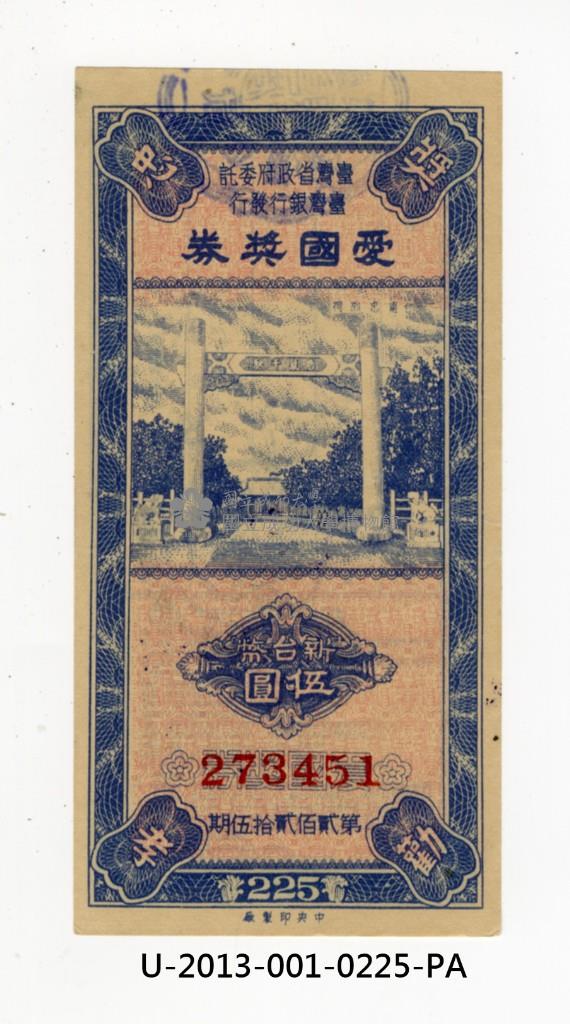 臺灣省政府委託
臺灣銀行發行
愛國奬券
新台幣
伍圓
273451
第貳佰貳拾伍期
225
中央印製廠
U-2013-001-0225-PA